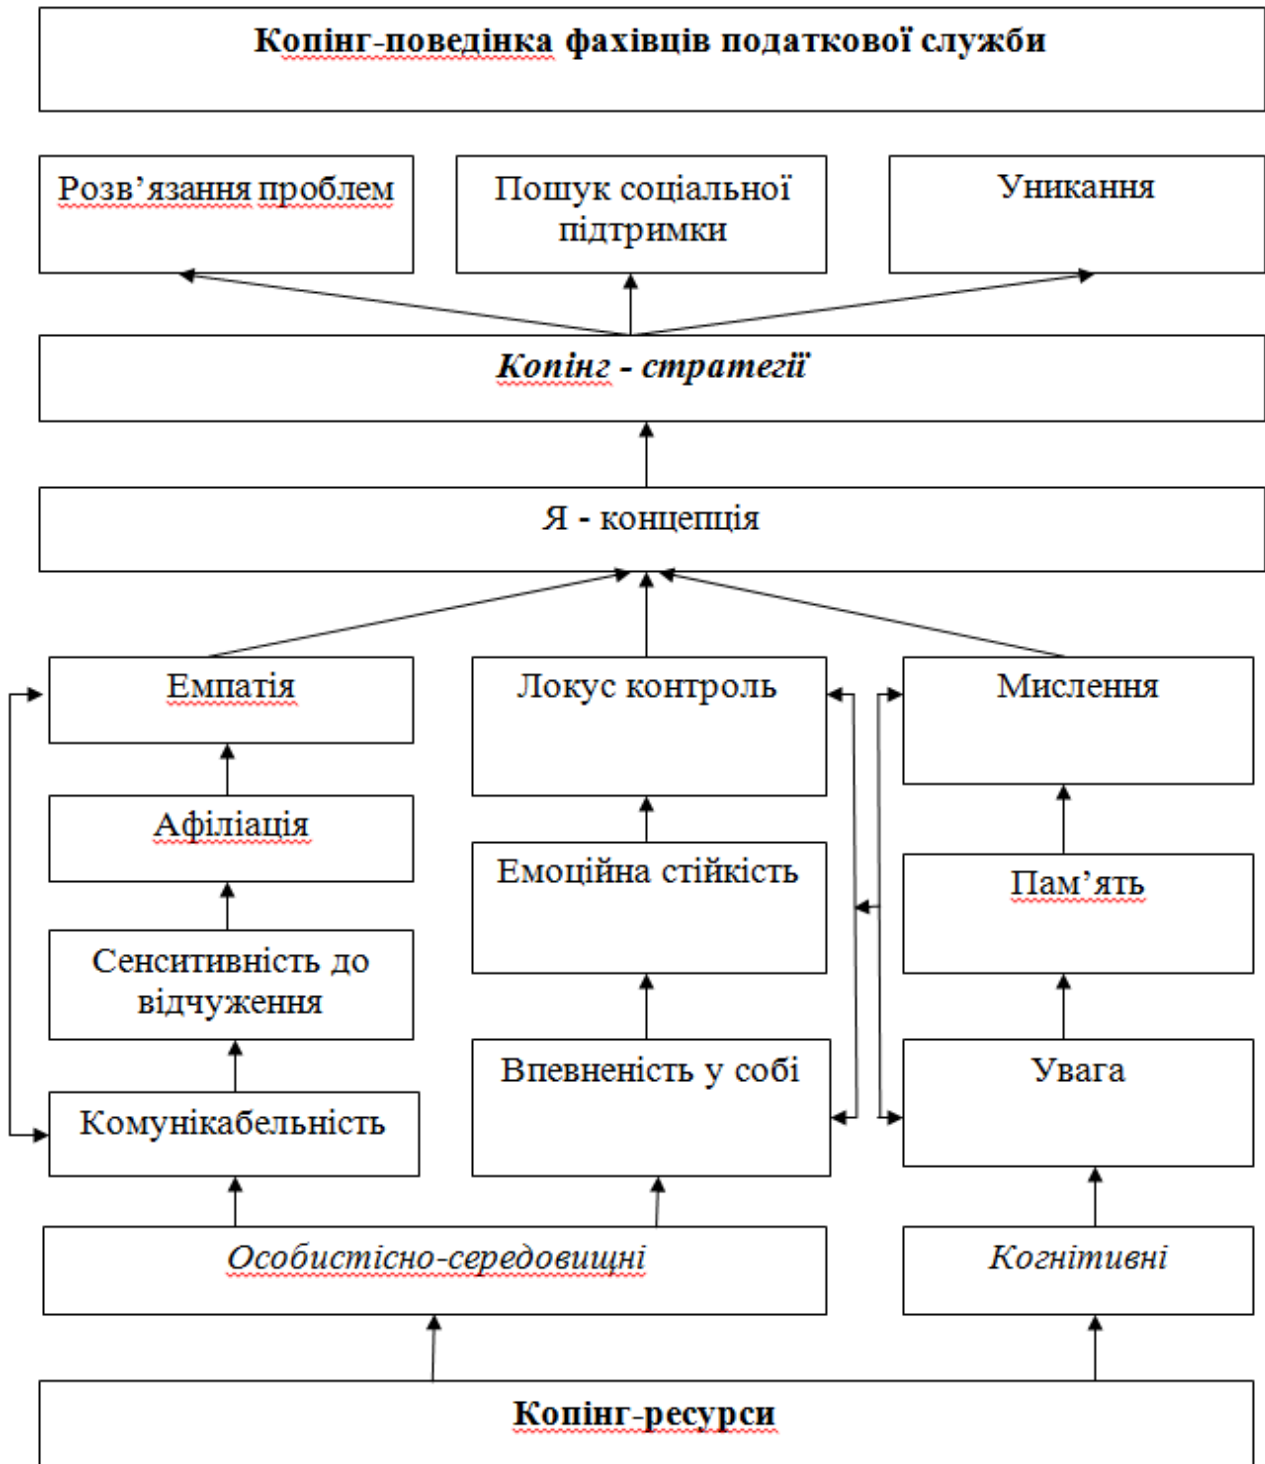 Копінг-поведінка фахівців податкової служби
Розв’язання проблем
Пошук соціальної
підтримки
Уникання
Копінг - стратегії
Я - концепція
Емпатія
Локус контроль
Мислення
Афіліація
Емоційна стійкість
Пам’ять
Сенситивність до
відчуження
Впевненість у собі
Увага
Комунікабельність
Особистісно-середовищні
Когнітивні
Копінг-ресурси